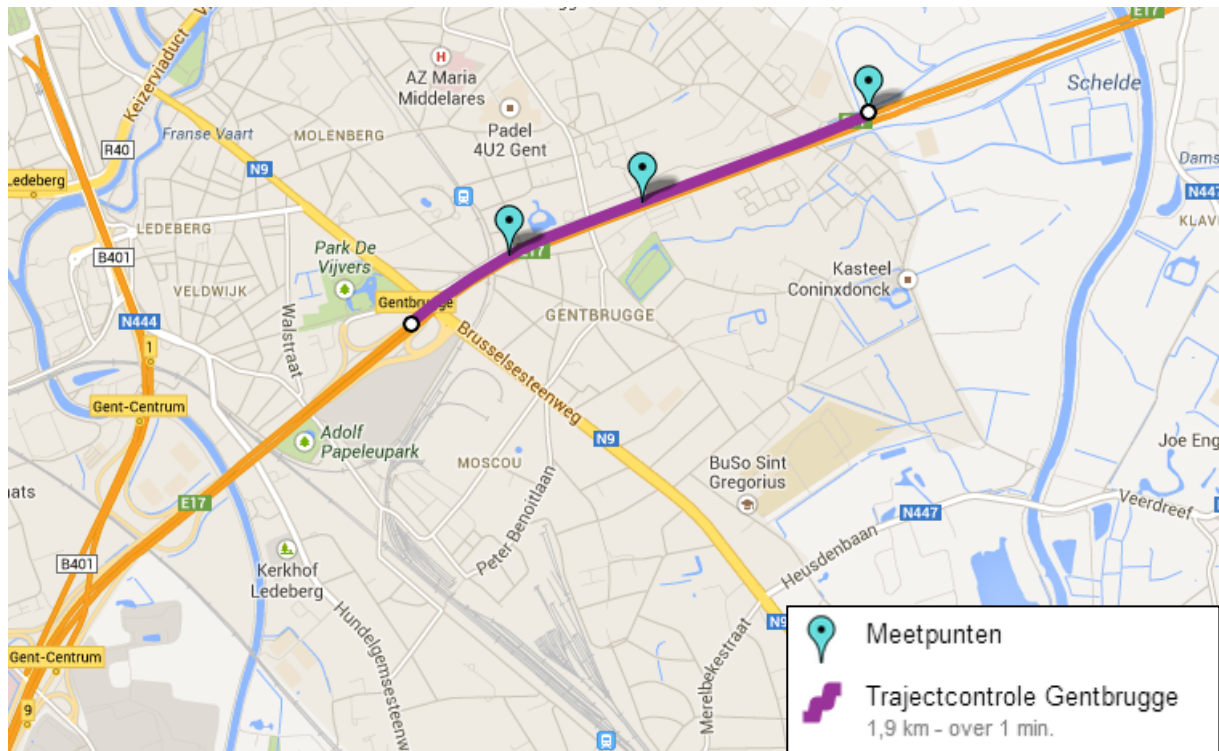 E17
Keizerviaduct
AZ Maria
Middelares
Schelde
Franse Vaart
MOLENBERG
Padel
4U2 Gent
R40
N9
Ledeberg
Dams
N447
KLAV
LEDEBERG
B401
E17
Park De
Vijvers
Kasteel
Coninxdonck
VELDWIJK
Gentbrugge
GENTBRUGGE
N444
Walstraat
1
Brusselsesteenweg
Gent-Centrum
Adolf
Papeleupark
N9
Joe Eng
MOSCOU
BuSo Sint
Gregorius
aats
E17
Peter Benoitlaan
N447
Veerdreef
B401
Kerkhof
Ledeberg
Heusdenbaan
Hundelgemsesteenw
Merelbekestraat
N9
Gent-Centrum
9
Meetpunten
Trajectcontrole Gentbrugge
1,9 km - over 1 min.